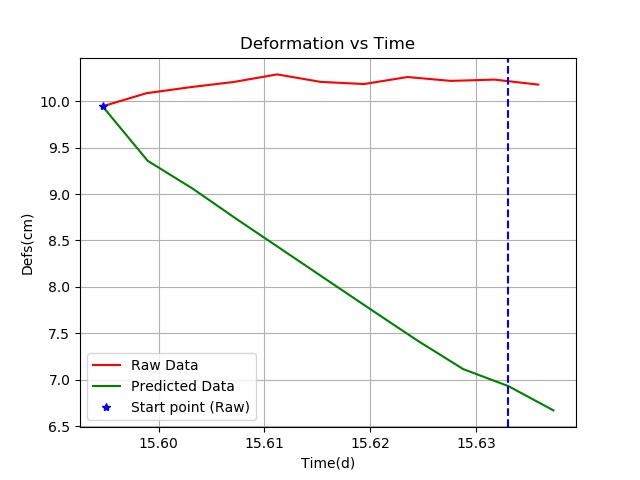 Deformation vs Time
Defs(cm)
10.0
9.5
9.0
8.5
8.0
7.5
7.0
6.5
Raw Data
Predicted Data
Start point (Raw)
15.60 15.61 15.62 15.63
Time(d)